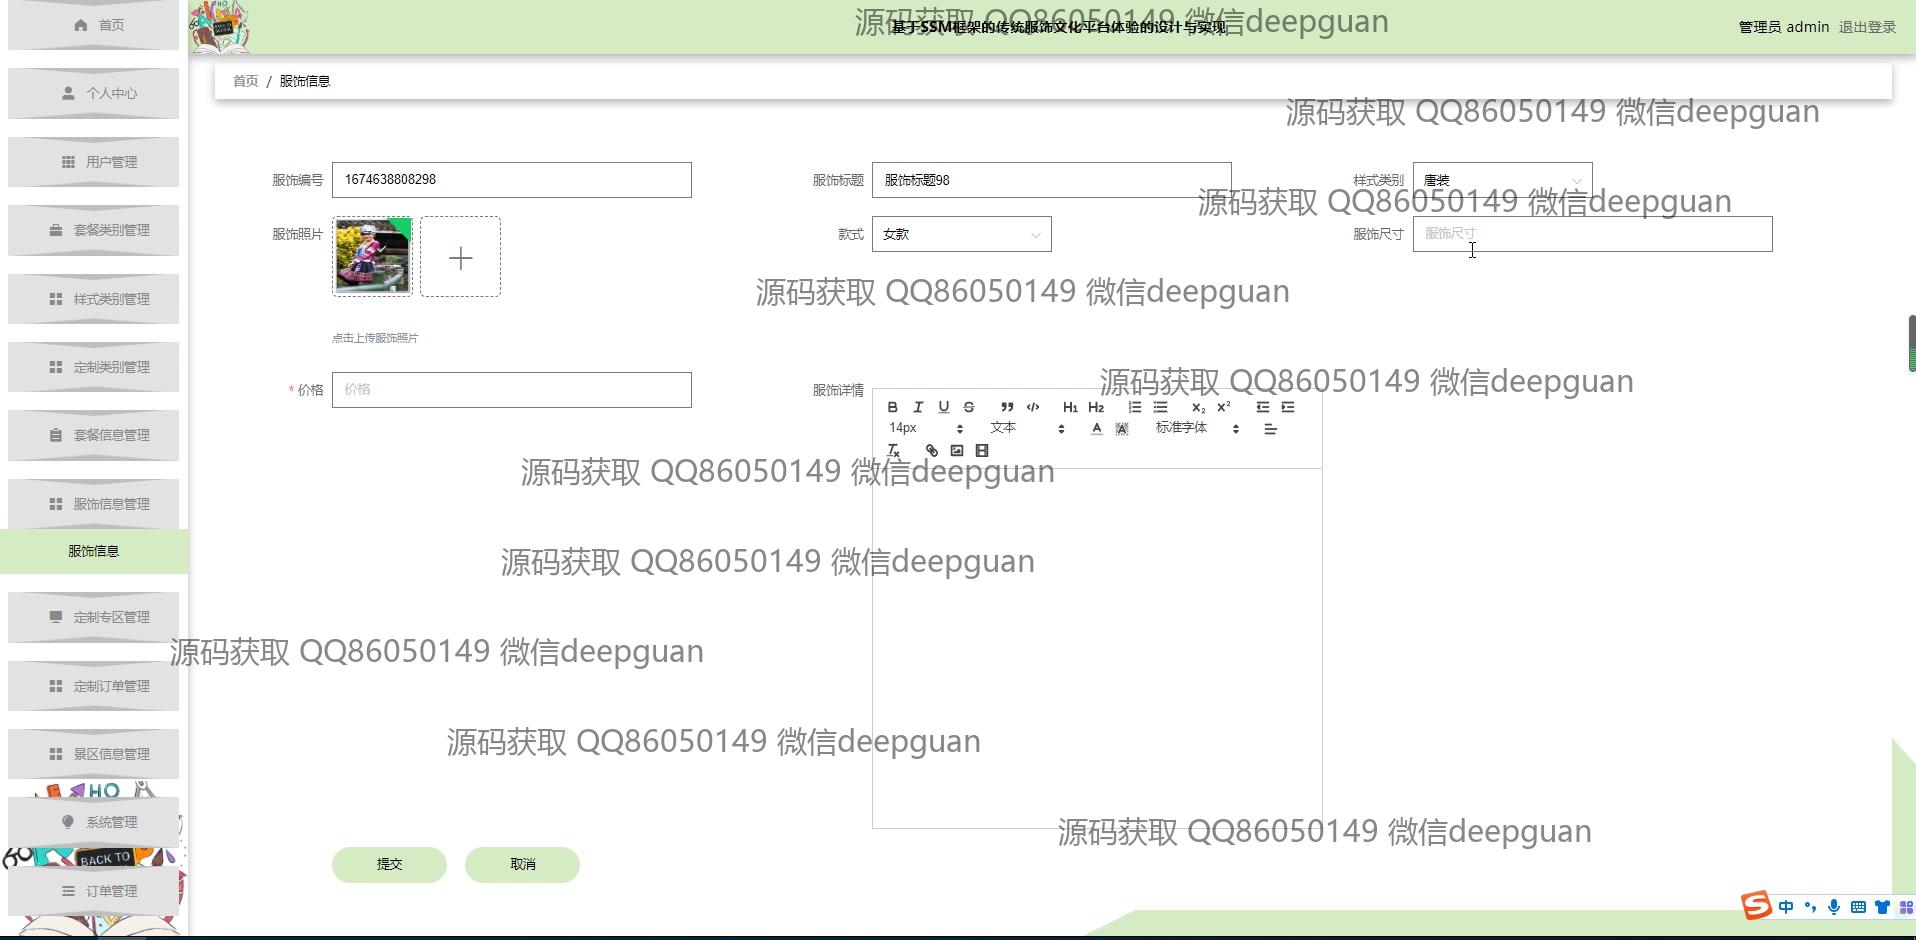 首页
个人中心
用户管理
套餐类别管理
样式类别管理
定制类别管理
套餐信息管理
服饰信息管理
服饰信息
定制专区管理
定制订单管理
景区信息管理
系统管理
订单管理
HO
BACK TO
基于SSM框架的传统服饰文化平台体验的设计与实现
管理员 admin 退出登录
首页 / 服饰信息
服饰编号 1674638808298
服饰标题 服饰标题98
样式类别 唐装
服饰照片
款式 女款
服饰尺寸 服饰尺寸
点击上传服饰照片
* 价格 价格
服饰详情
B I U S H1 H2 X2 X2
14px 文本 A A 标准字体
Tx
提交 取消
中
源码获取 QQ86050149 微信deepguan
源码获取 QQ86050149 微信deepguan
源码获取 QQ86050149 微信deepguan
源码获取 QQ86050149 微信deepguan
源码获取 QQ86050149 微信deepguan
源码获取 QQ86050149 微信deepguan
源码获取 QQ86050149 微信deepguan
源码获取 QQ86050149 微信deepguan
源码获取 QQ86050149 微信deepguan
源码获取 QQ86050149 微信deepguan